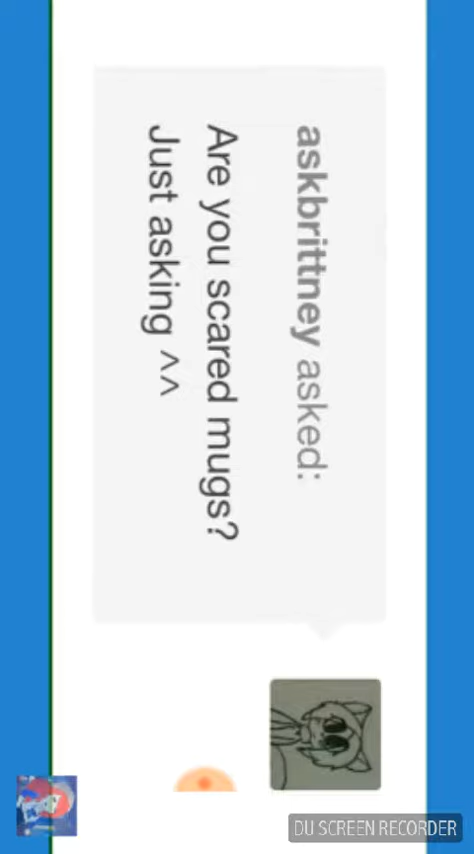 askbrittney asked:
Are you scared mugs?
Just asking ^^
DU SCREEN RECORDER